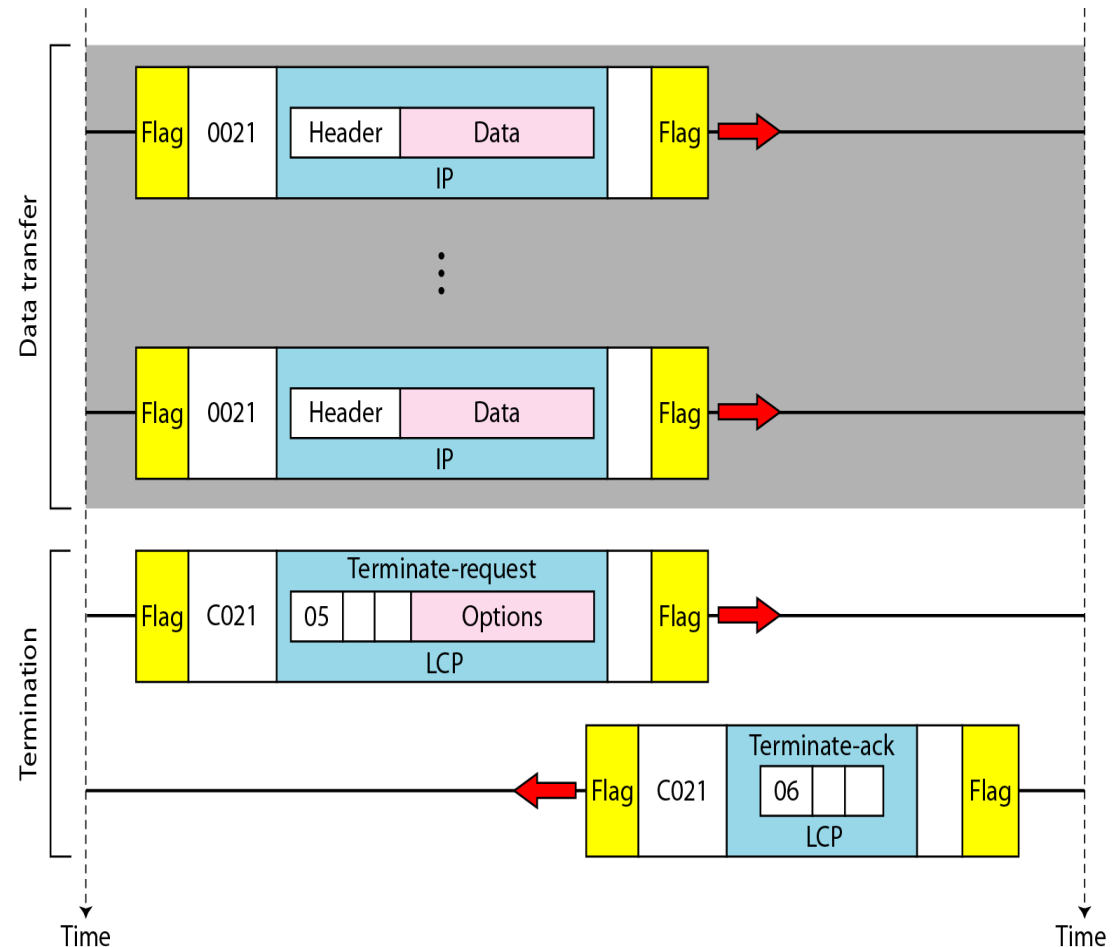 Data transfer
Flag 0021 Header Data Flag
IP
Flag 0021 Header Data Flag
IP
Termination
Terminate-request
Flag C021 05 Options Flag
LCP
Terminate-ack
Flag C021 06 Flag
LCP
Time Time